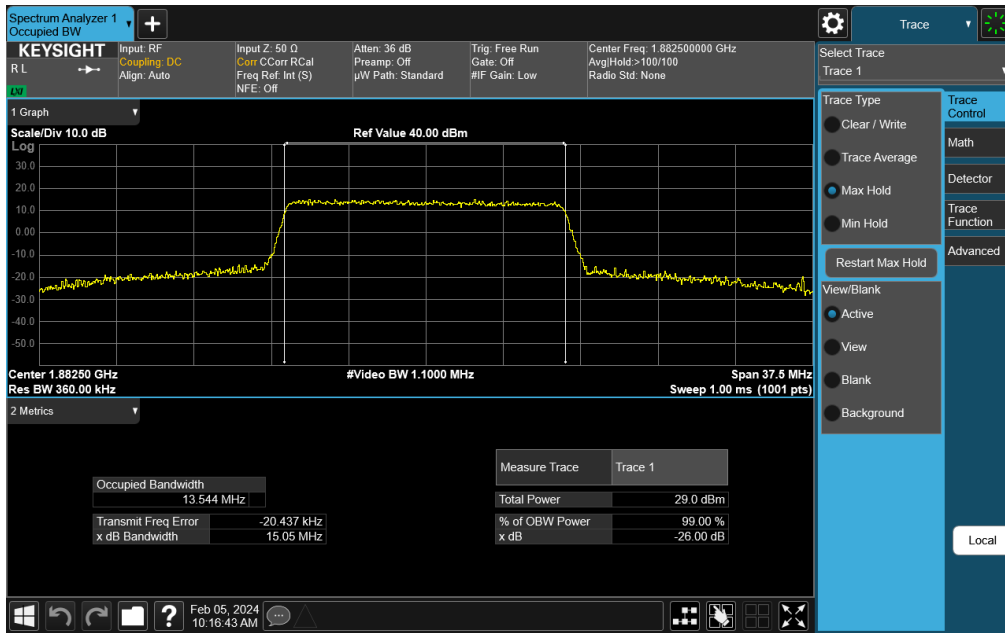 Spectrum Analyzer 1
Occupied BW
+
Trace
KEYSIGHT
R L
LXI
Input: RF
Coupling: DC
Align: Auto
Input Z: 50 Ω
Corr CCorr RCal
Freq Ref: Int (S)
NFE: Off
Atten: 36 dB
Preamp: Off
µW Path: Standard
Trig: Free Run
Gate: Off
#IF Gain: Low
Center Freq: 1.882500000 GHz
Avg|Hold:>100/100
Radio Std: None
Select Trace
Trace 1
1 Graph
Scale/Div 10.0 dB
Ref Value 40.00 dBm
Log
30.0
20.0
10.0
0.00
-10.0
-20.0
-30.0
-40.0
-50.0
Center 1.88250 GHz
#Video BW 1.1000 MHz
Span 37.5 MHz
Res BW 360.00 kHz
Sweep 1.00 ms (1001 pts)
Trace Type
Clear / Write
Trace Average
Max Hold
Min Hold
Restart Max Hold
View/Blank
Active
View
Blank
Background
Trace
Control
Math
Detector
Trace
Function
Advanced
2 Metrics
Occupied Bandwidth
13.544 MHz
Transmit Freq Error -20.437 kHz
x dB Bandwidth 15.05 MHz
Measure Trace Trace 1
Total Power 29.0 dBm
% of OBW Power 99.00 %
x dB -26.00 dB
Local
?
Feb 05, 2024
10:16:43 AM